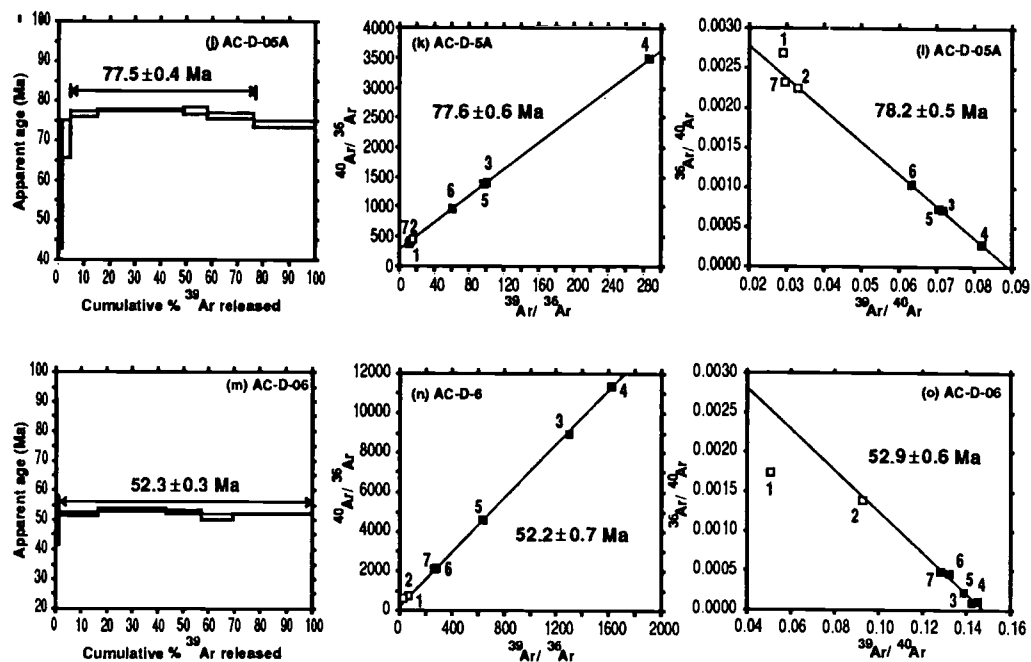 (j) AC-D-05A
77.5±0.4 Ma
Apparent age (Ma)
100
90
80
70
60
50
40
0 10 20 30 40 50 60 70 80 90 100
Cumulative % 39Ar released
(k) AC-D-5A
77.6±0.6 Ma
40Ar/ 36Ar
4000
3500
3000
2500
2000
1500
1000
500
0
4
3
6
5
7 2
1
0 40 80 120 160 200 240 280
39Ar/ 36Ar
(l) AC-D-05A
78.2±0.5 Ma
36Ar/ 40Ar
0.0030
0.0025
0.0020
0.0015
0.0010
0.0005
0.0000
1
7 2
6
5 3
4
0.02 0.03 0.04 0.05 0.06 0.07 0.08 0.09
39Ar/ 40Ar
(m) AC-D-06
52.3±0.3 Ma
Apparent age (Ma)
100
90
80
70
60
50
40
30
20
0 10 20 30 40 50 60 70 80 90 100
Cumulative % 39Ar released
(n) AC-D-6
52.2±0.7 Ma
40Ar/ 36Ar
12000
10000
8000
6000
4000
2000
0
4
3
5
7 6
2
1
0 400 800 1200 1600 2000
39Ar/ 36Ar
(o) AC-D-06
52.9±0.6 Ma
36Ar/ 40Ar
0.0030
0.0025
0.0020
0.0015
0.0010
0.0005
0.0000
1
2
6
7 5 4
3
0.04 0.06 0.08 0.10 0.12 0.14 0.16
39Ar/ 40Ar